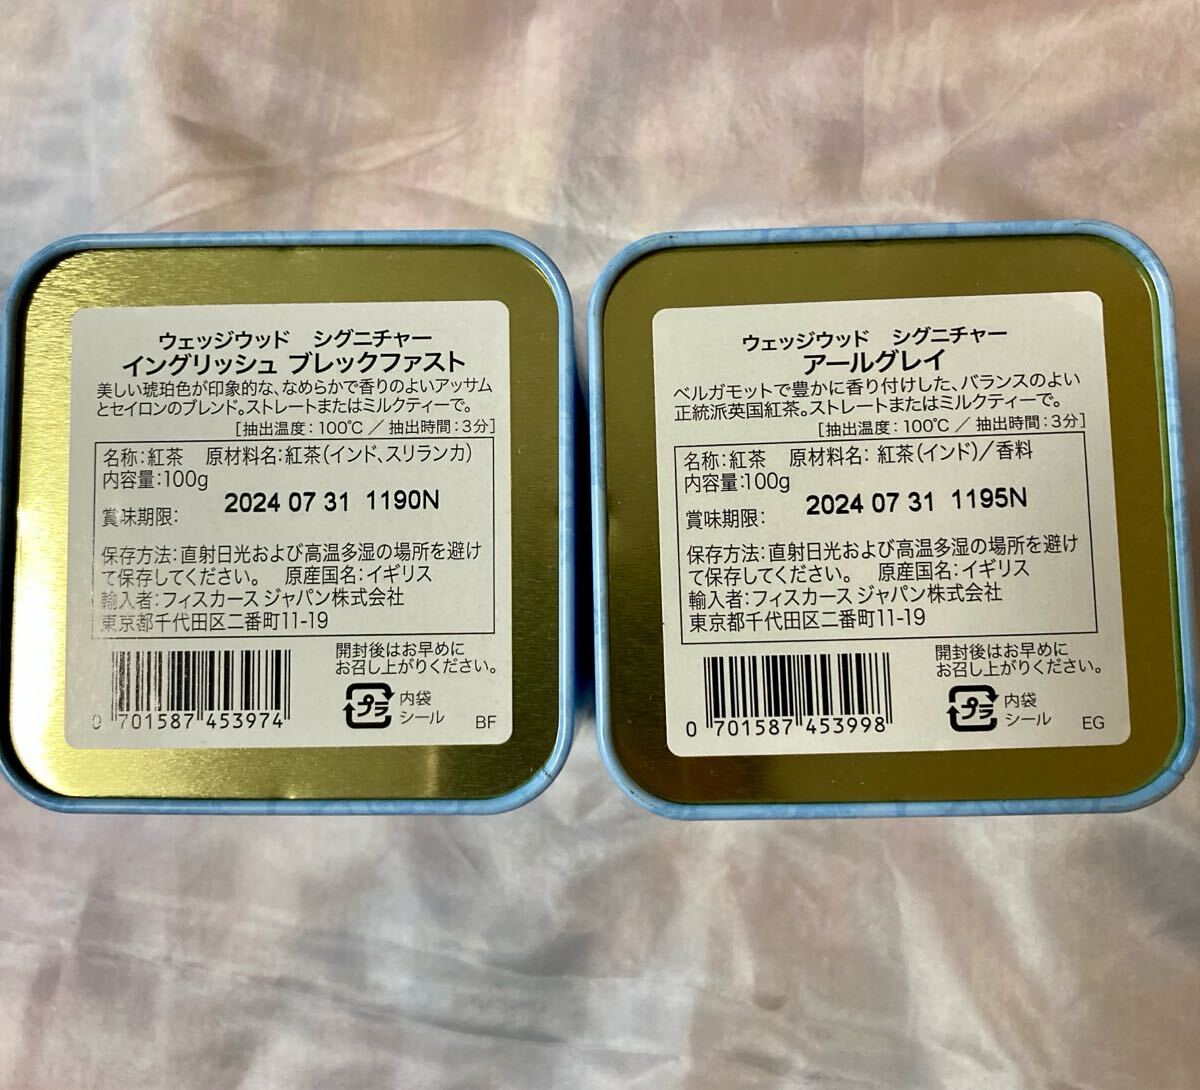 ウェッジウッド シグニチャー
イングリッシュ ブレックファスト
美しい琥珀色が印象的な、なめらかで香りのよいアッサム
とセイロンのブレンド。ストレートまたはミルクティーで。
[抽出温度：100℃ ／ 抽出時間：3分]
名称：紅茶 原材料名：紅茶（インド、スリランカ）
内容量：100g
2024 07 31 1190N
賞味期限：
保存方法：直射日光および高温多湿の場所を避け
て保存してください。 原産国名：イギリス
輸入者：フィスカース ジャパン株式会社
東京都千代田区二番町11-19
開封後はお早めに
お召し上がりください。
プラ
内袋
シール
0 701587 453974
BF
ウェッジウッド シグニチャー
アールグレイ
ベルガモットで豊かに香り付けした、バランスのよい
正統派英国紅茶。ストレートまたはミルクティーで。
[抽出温度：100℃ ／ 抽出時間：3分]
名称：紅茶 原材料名：紅茶（インド）／香料
内容量：100g
2024 07 31 1195N
賞味期限：
保存方法：直射日光および高温多湿の場所を避け
て保存してください。 原産国名：イギリス
輸入者：フィスカース ジャパン株式会社
東京都千代田区二番町11-19
開封後はお早めに
お召し上がりください。
プラ
内袋
シール
0 701587 453998
EG